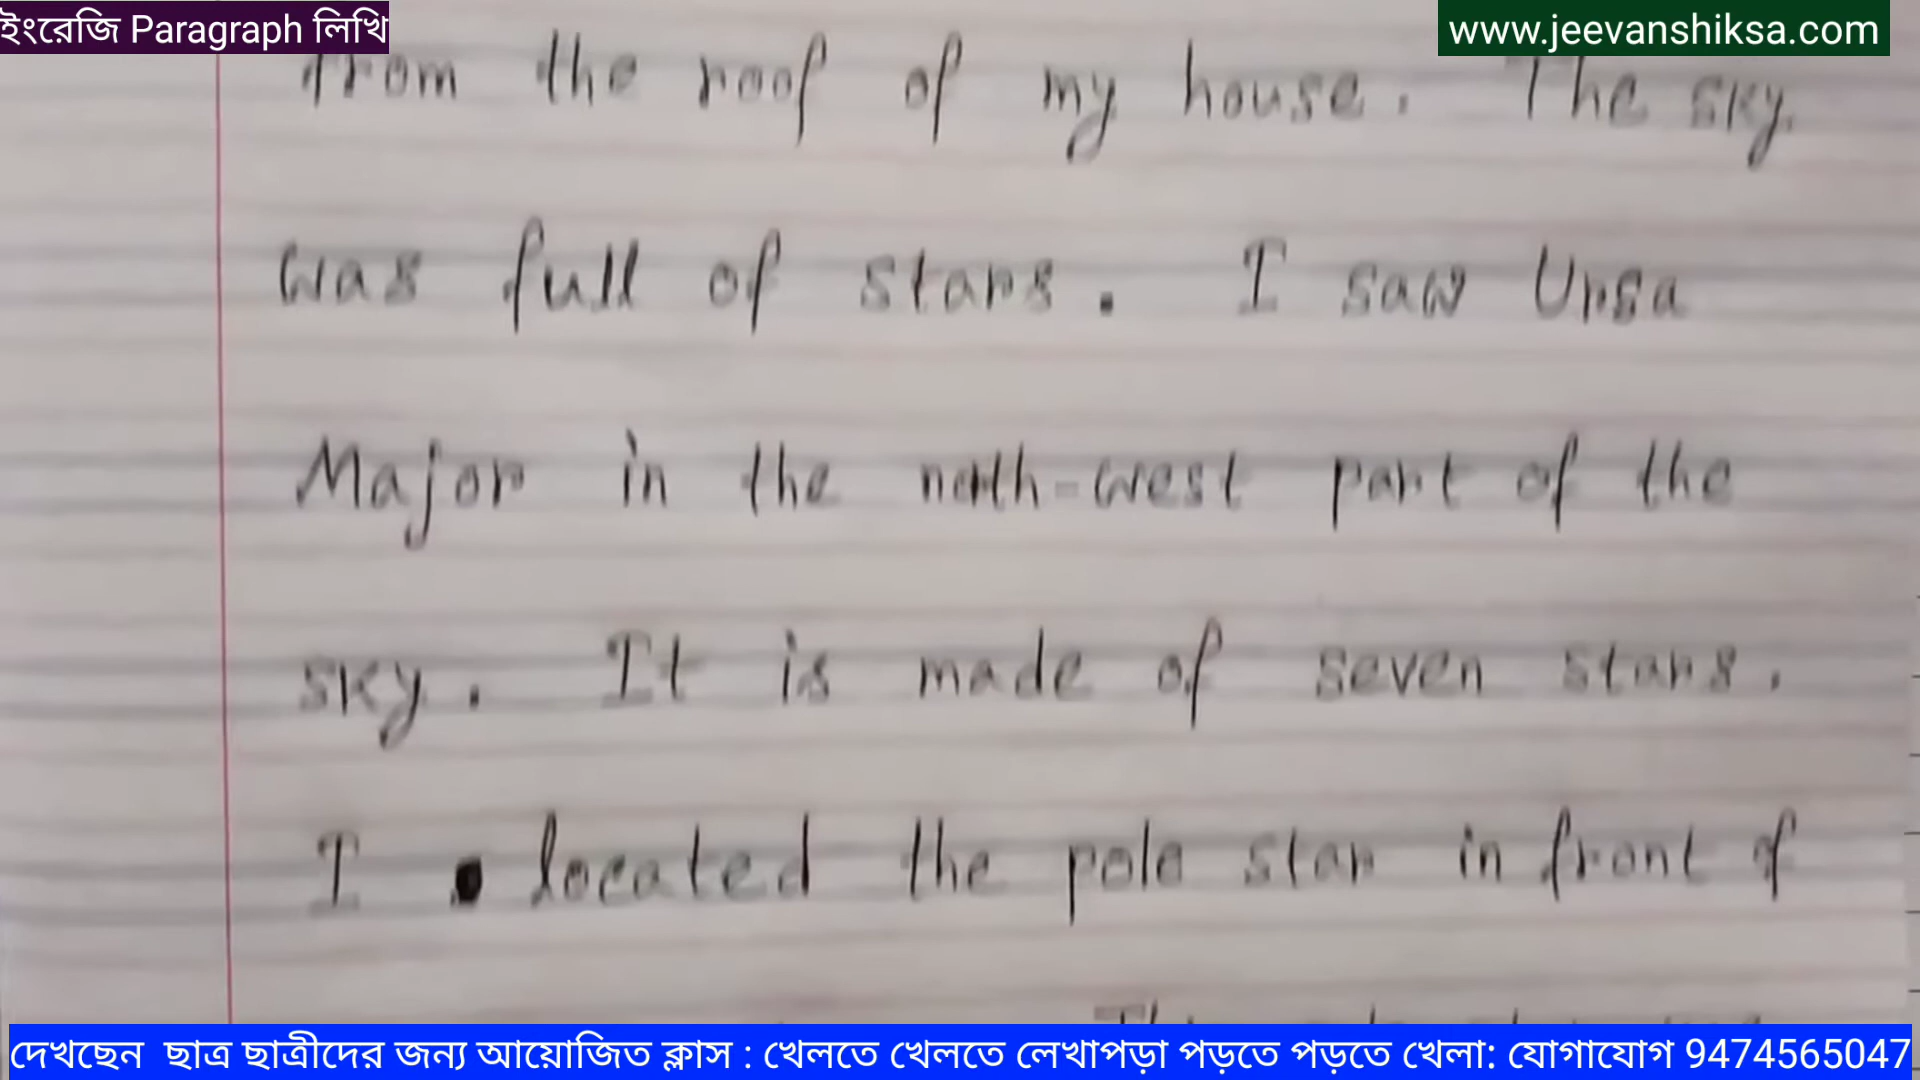 ইংরেজি Paragraph লিখি
www.jeevanshiksa.com
from the roof of my house. The sky
was full of stars. I saw Ursa
Major in the north-west part of the
sky. It is made of seven stars.
I located the pole star in front of
দেখছেন ছাত্র ছাত্রীদের জন্য আয়োজিত ক্লাস : খেলতে খেলতে লেখাপড়া পড়তে পড়তে খেলা: যোগাযোগ 9474565047